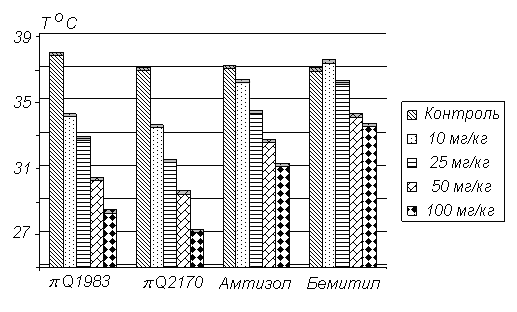 T °C
39
35
31
27
πQ1983 πQ2170 Амтизол Бемитил
Контроль
10 мг/кг
25 мг/кг
50 мг/кг
100 мг/кг